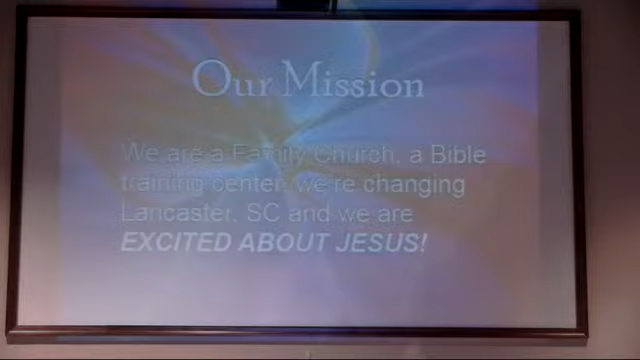 Our Mission
We are a Family Church, a Bible
training center, we're changing
Lancaster, SC and we are
EXCITED ABOUT JESUS!